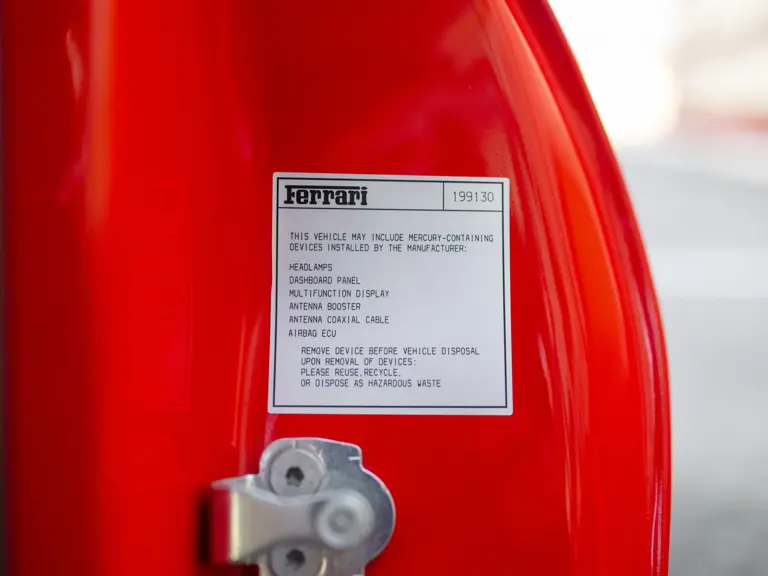 Ferrari
199130
THIS VEHICLE MAY INCLUDE MERCURY-CONTAINING
DEVICES INSTALLED BY THE MANUFACTURER:
HEADLAMPS
DASHBOARD PANEL
MULTIFUNCTION DISPLAY
ANTENNA BOOSTER
ANTENNA COAXIAL CABLE
AIRBAG ECU
REMOVE DEVICE BEFORE VEHICLE DISPOSAL
UPON REMOVAL OF DEVICES:
PLEASE REUSE,RECYCLE,
OR DISPOSE AS HAZARDOUS WASTE